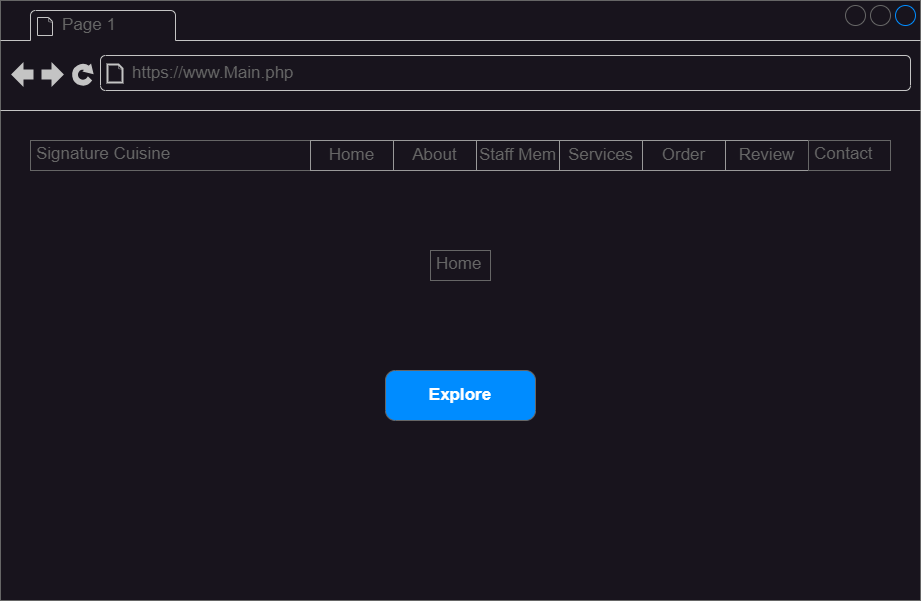 Page 1
https://www.Main.php
Signature Cuisine Home About Staff Mem Services Order Review Contact
Home
Explore